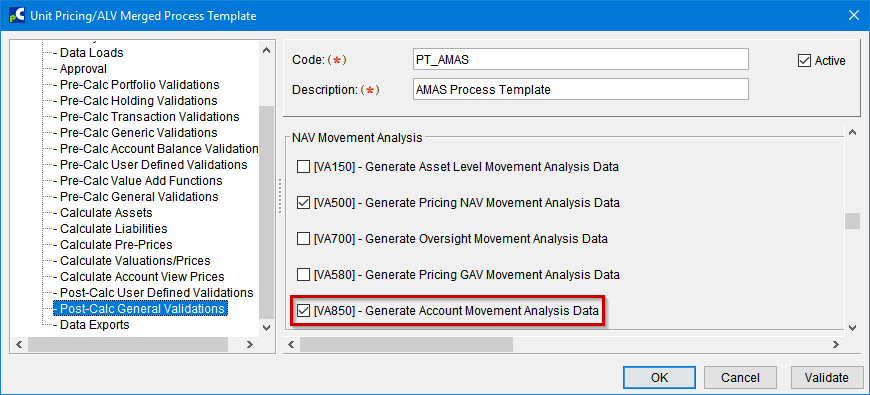 Unit Pricing/ALV Merged Process Template
- Data Loads
- Approval
- Pre-Calc Portfolio Validations
- Pre-Calc Holding Validations
- Pre-Calc Transaction Validations
- Pre-Calc Generic Validations
- Pre-Calc Account Balance Validation
- Pre-Calc User Defined Validations
- Pre-Calc Value Add Functions
- Pre-Calc General Validations
- Calculate Assets
- Calculate Liabilities
- Calculate Pre-Prices
- Calculate Valuations/Prices
- Calculate Account View Prices
- Post-Calc User Defined Validations
- Post-Calc General Validations
- Data Exports
Code: (*) PT_AMAS Active
Description: (*) AMAS Process Template
NAV Movement Analysis
[VA150] - Generate Asset Level Movement Analysis Data
[VA500] - Generate Pricing NAV Movement Analysis Data
[VA700] - Generate Oversight Movement Analysis Data
[VA580] - Generate Pricing GAV Movement Analysis Data
[VA850] - Generate Account Movement Analysis Data
OK Cancel Validate